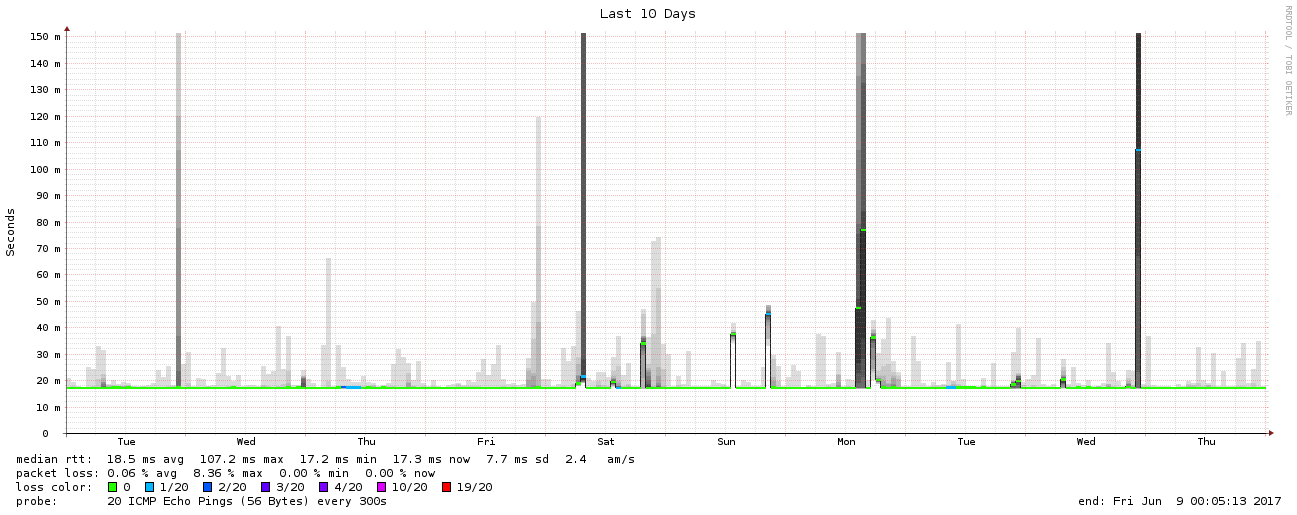 Last 10 Days
RRDTOOL / TOBI OETIKER
Seconds
150 m
140 m
130 m
120 m
110 m
100 m
90 m
80 m
70 m
60 m
50 m
40 m
30 m
20 m
10 m
0
Tue Wed Thu Fri Sat Sun Mon Tue Wed Thu
median rtt: 18.5 ms avg 107.2 ms max 17.2 ms min 17.3 ms now 7.7 ms sd 2.4 am/s
packet loss: 0.06 % avg 8.36 % max 0.00 % min 0.00 % now
loss color: 0 1/20 2/20 3/20 4/20 10/20 19/20
probe: 20 ICMP Echo Pings (56 Bytes) every 300s end: Fri Jun 9 00:05:13 2017